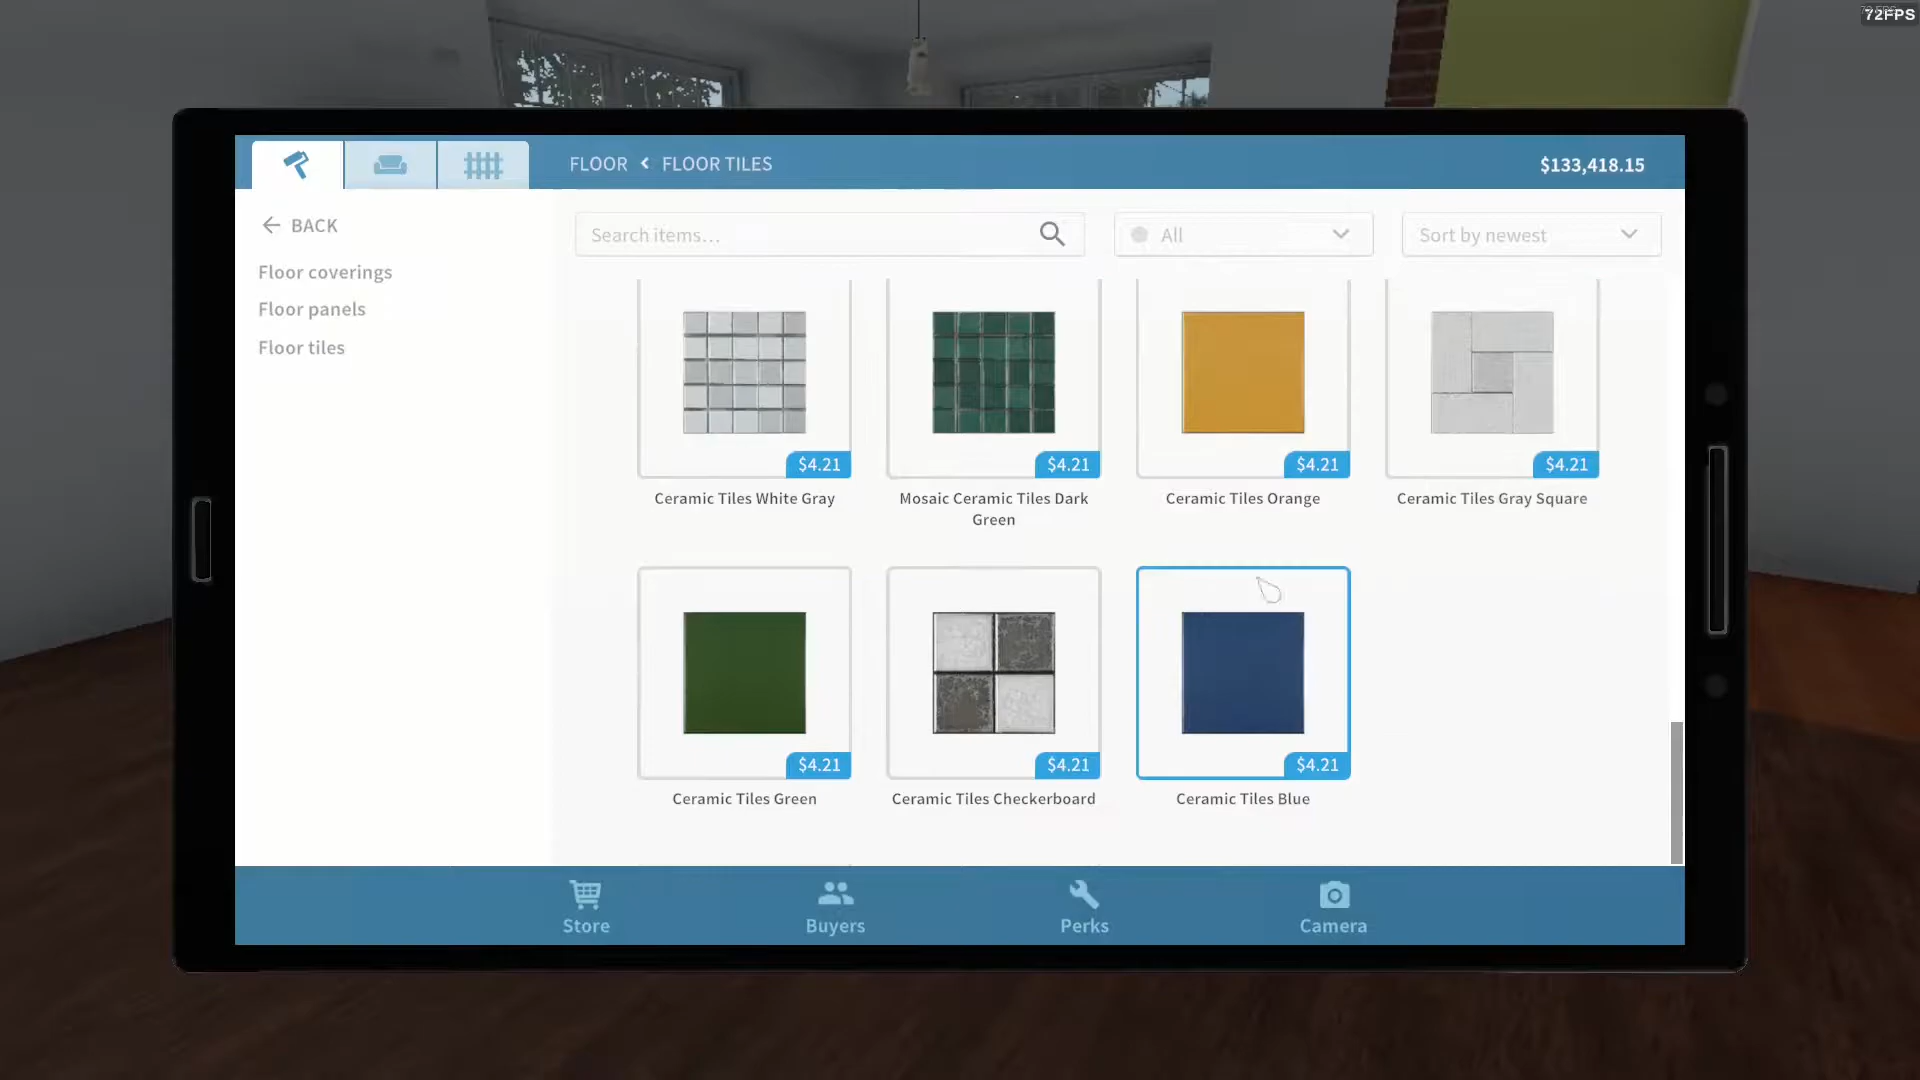 72FPS
FLOOR < FLOOR TILES
$133,418.15
BACK
Search items...
All
Sort by newest
Floor coverings
Floor panels
Floor tiles
$4.21
$4.21
$4.21
$4.21
Ceramic Tiles White Gray
Mosaic Ceramic Tiles Dark
Green
Ceramic Tiles Orange
Ceramic Tiles Gray Square
$4.21
$4.21
$4.21
Ceramic Tiles Green
Ceramic Tiles Checkerboard
Ceramic Tiles Blue
Store
Buyers
Perks
Camera